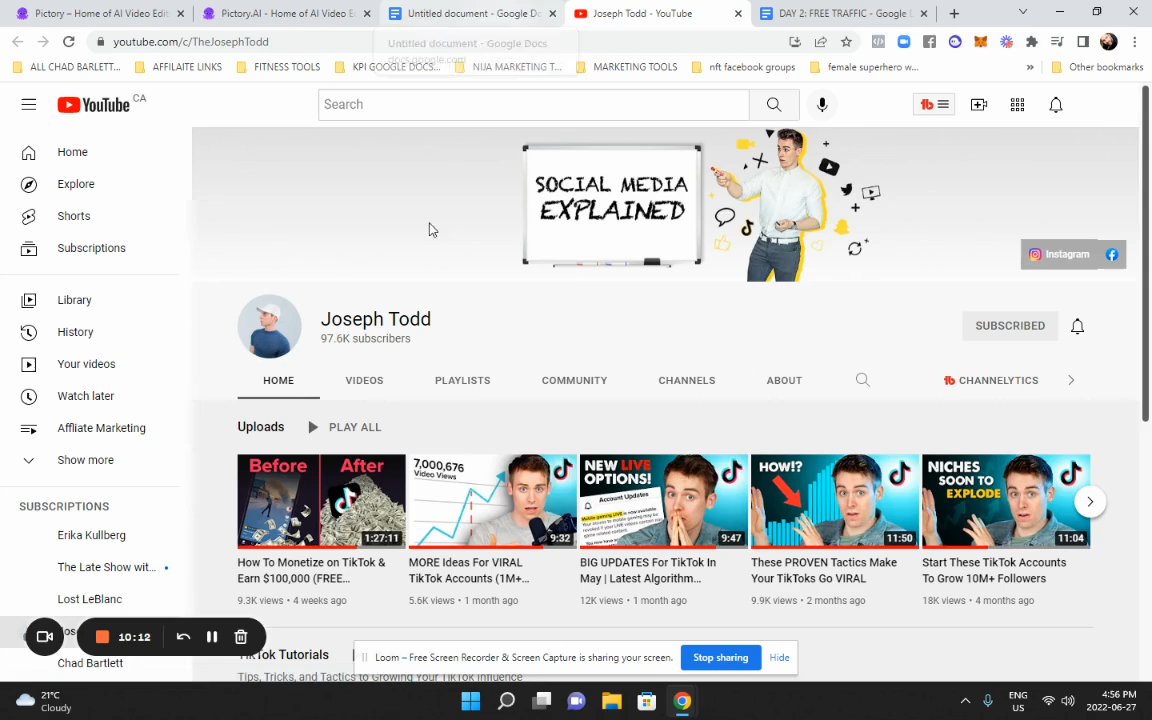 Pictory – Home of AI Video Edit
Pictory.AI - Home of AI Video E
Untitled document - Google Do
Joseph Todd - YouTube
DAY 2: FREE TRAFFIC - Google
youtube.com/c/TheJosephTodd
Untitled document - Google Docs
docs.google.com
ALL CHAD BARLETT...
AFFILAITE LINKS
FITNESS TOOLS
KPI GOOGLE DOCS...
NIJA MARKETING T...
MARKETING TOOLS
nft facebook groups
female superhero w...
Other bookmarks
YouTube CA
Search
Home
Explore
Shorts
Subscriptions
Library
History
Your videos
Watch later
Affliate Marketing
Show more
SUBSCRIPTIONS
Erika Kullberg
The Late Show wit...
Lost LeBlanc
Chad Bartlett
SOCIAL MEDIA
EXPLAINED
Instagram
Joseph Todd
97.6K subscribers
SUBSCRIBED
HOME
VIDEOS
PLAYLISTS
COMMUNITY
CHANNELS
ABOUT
tb CHANNELYTICS
Uploads
PLAY ALL
Before
After
1:27:11
How To Monetize on TikTok &
Earn $100,000 (FREE...
9.3K views • 4 weeks ago
7,000,676
Video Views
9:32
MORE Ideas For VIRAL
TikTok Accounts (1M+...
5.6K views • 1 month ago
NEW LIVE
OPTIONS!
Account Updates
9:47
BIG UPDATES For TikTok In
May | Latest Algorithm...
12K views • 1 month ago
HOW!?
11:50
These PROVEN Tactics Make
Your TikToks Go VIRAL
9.9K views • 2 months ago
NICHES
SOON TO
EXPLODE
11:04
Start These TikTok Accounts
To Grow 10M+ Followers
18K views • 4 months ago
TikTok Tutorials
Tips, Tricks, and Tactics to Growing Your TikTok Influence
10:12
Loom – Free Screen Recorder & Screen Capture is sharing your screen.
Stop sharing
Hide
21°C
Cloudy
ENG
US
4:56 PM
2022-06-27